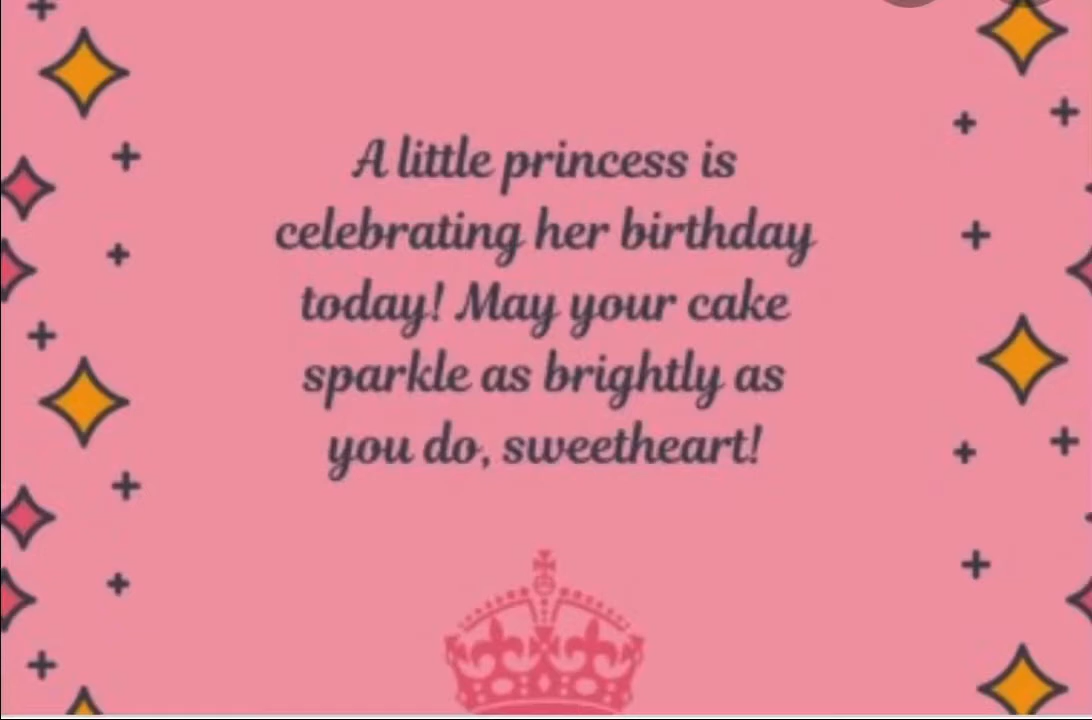 A little princess is
celebrating her birthday
today! May your cake
sparkle as brightly as
you do, sweetheart!